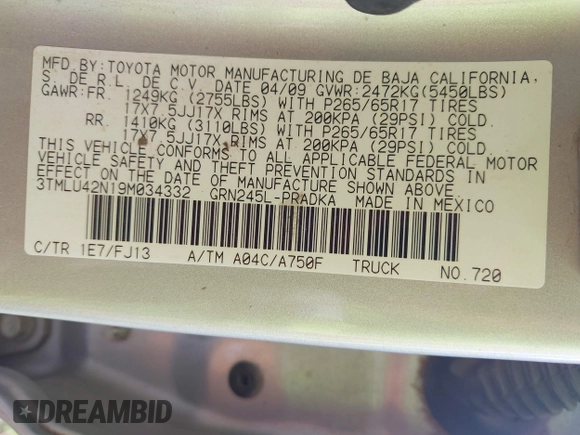 MFD.BY:TOYOTA MOTOR MANUFACTURING DE BAJA CALIFORNIA,
S. DE R.L. DE C.V. DATE 04/09 GVWR:2472KG(5450LBS)
GAWR:FR. 1249KG (2755LBS) WITH P265/65R17 TIRES
17X7.5JJ17X RIMS AT 200KPA (29PSI) COLD.
RR. 1410KG (3110LBS) WITH P265/65R17 TIRES
17X7.5JJ17X RIMS AT 200KPA (29PSI) COLD.
THIS VEHICLE CONFORMS TO ALL APPLICABLE FEDERAL MOTOR
VEHICLE SAFETY AND THEFT PREVENTION STANDARDS IN
EFFECT ON THE DATE OF MANUFACTURE SHOWN ABOVE.
3TMLU42N19M034332 GRN245L-PRADKA MADE IN MEXICO
C/TR 1E7/FJ13 A/TM A04C/A750F TRUCK NO.720
DREAMBID